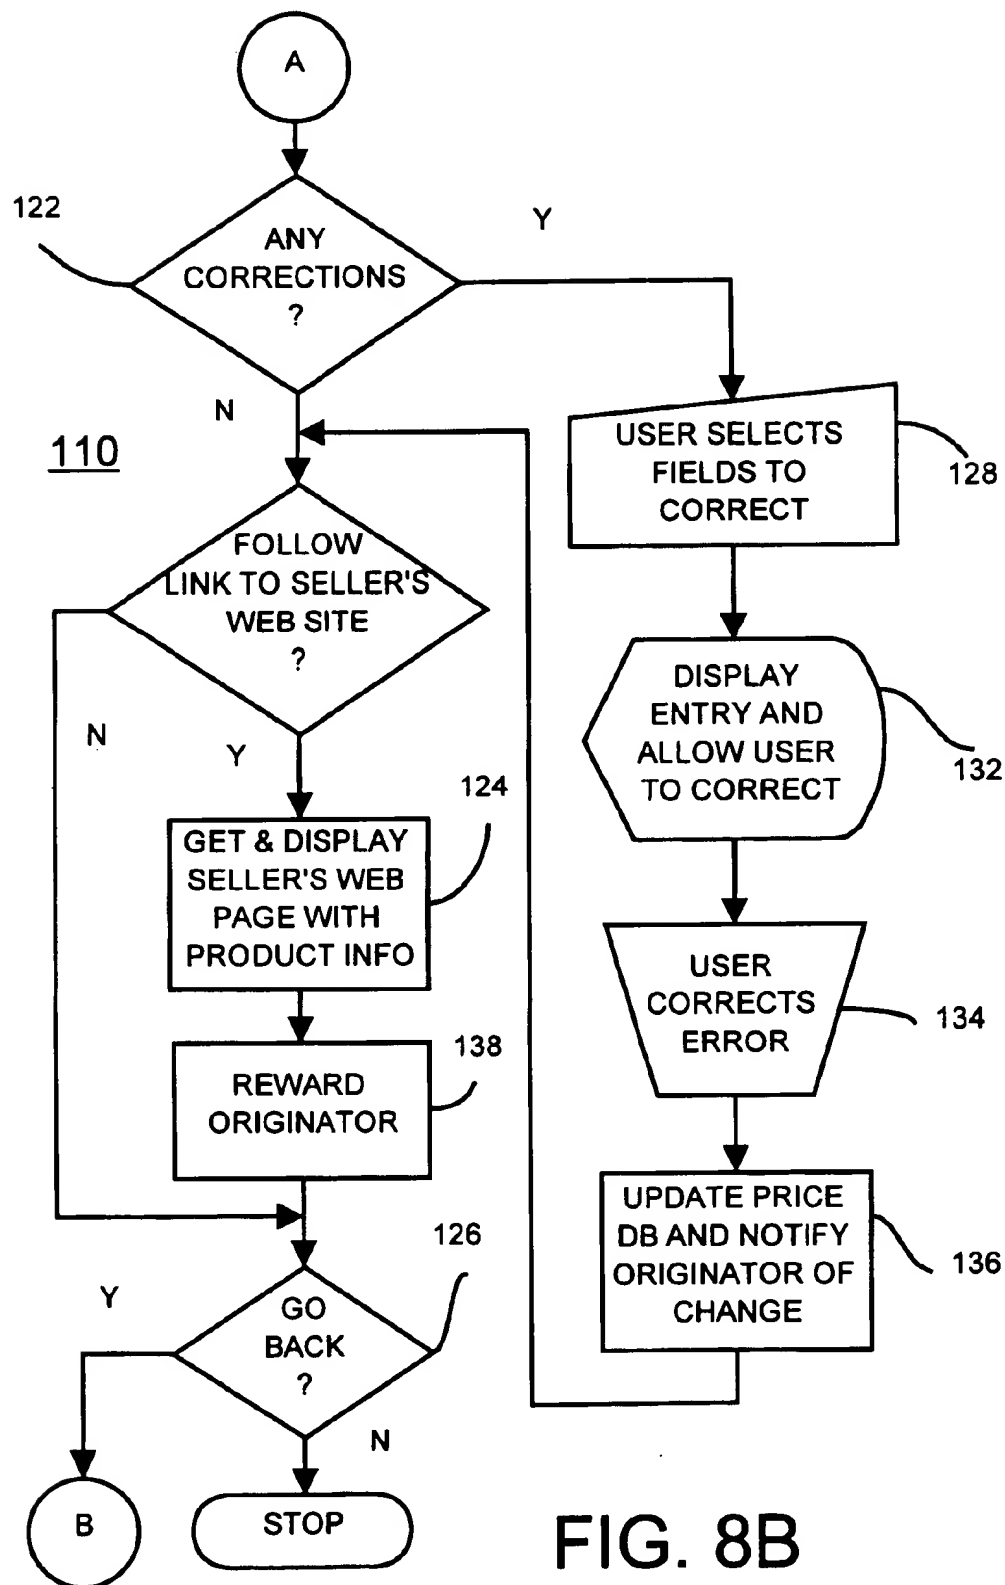 A
122
ANY
CORRECTIONS
?
Y
N
110
USER SELECTS
FIELDS TO
CORRECT
128
FOLLOW
LINK TO SELLER'S
WEB SITE
?
N
Y
DISPLAY
ENTRY AND
ALLOW USER
TO CORRECT
132
124
GET & DISPLAY
SELLER'S WEB
PAGE WITH
PRODUCT INFO
USER
CORRECTS
ERROR
134
138
REWARD
ORIGINATOR
UPDATE PRICE
DB AND NOTIFY
ORIGINATOR OF
CHANGE
136
126
Y
GO
BACK
?
N
B
STOP
FIG. 8B